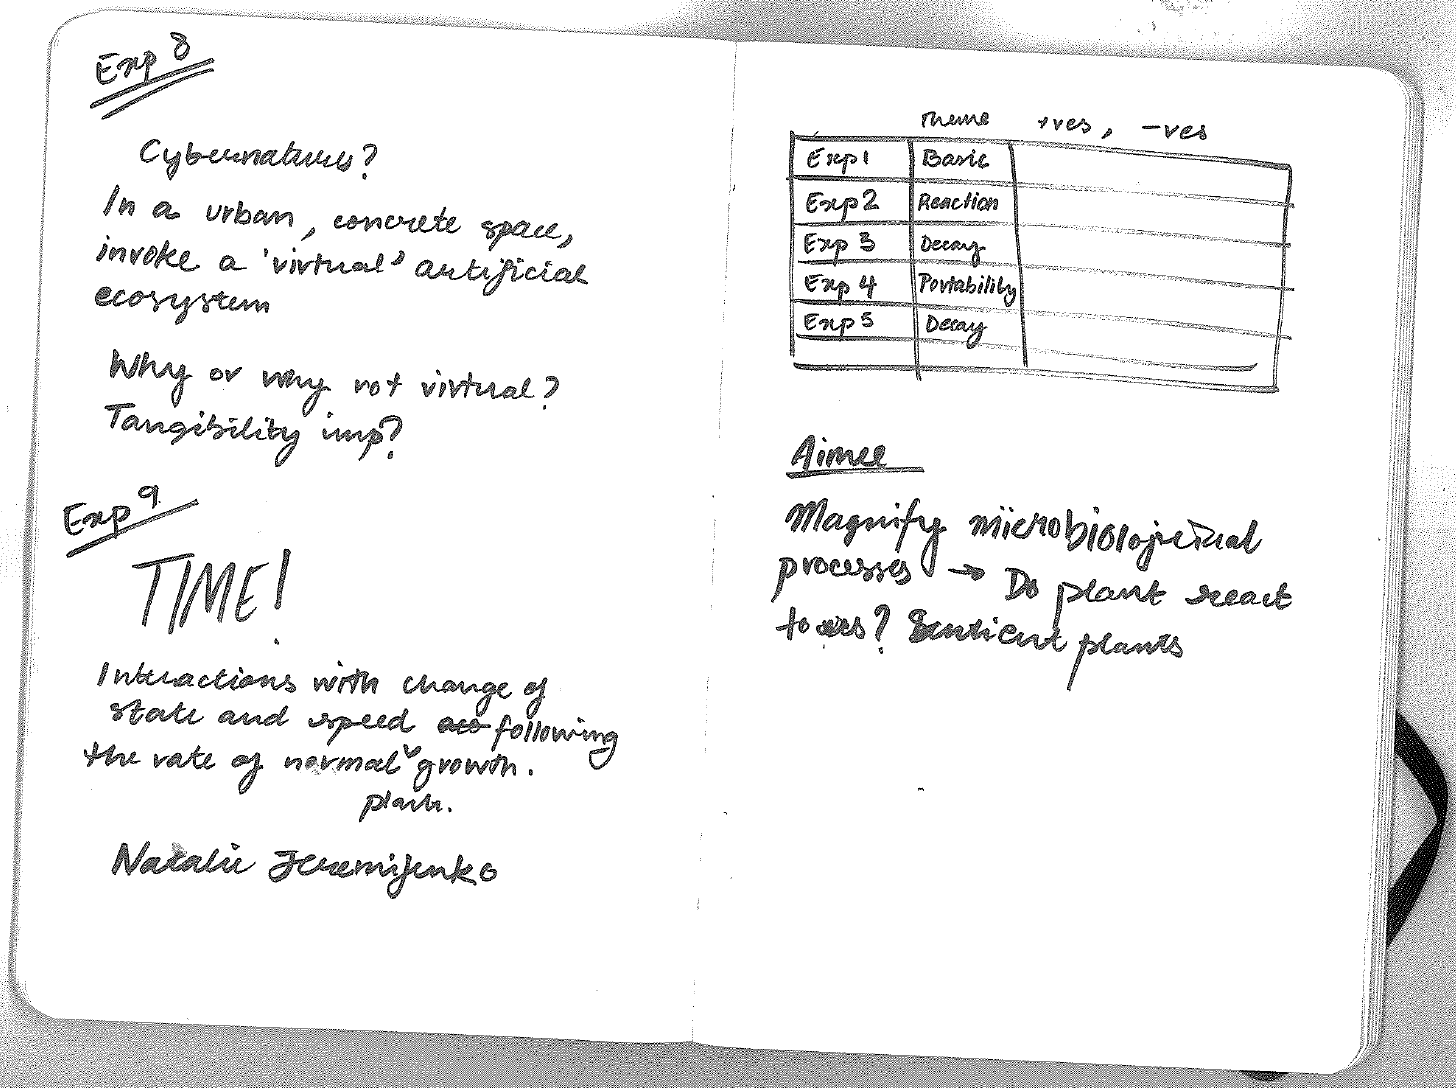 Exp 8
Cybernatures?
In a urban, concrete space,
invoke a 'virtual' artificial
ecosystem
Why or why not virtual?
Tangibility imp?
Exp 9
TIME!
Interactions with change of
state and speed following
the rate of normal growth.
plant.
Natalie Jeremijenko
Theme +ves, -ves
Exp 1 Basic
Exp 2 Reaction
Exp 3 Decay
Exp 4 Portability
Exp 5 Decay
Aimee
Magnify microbiological
processes → Do plant react
to us? Sentient plants